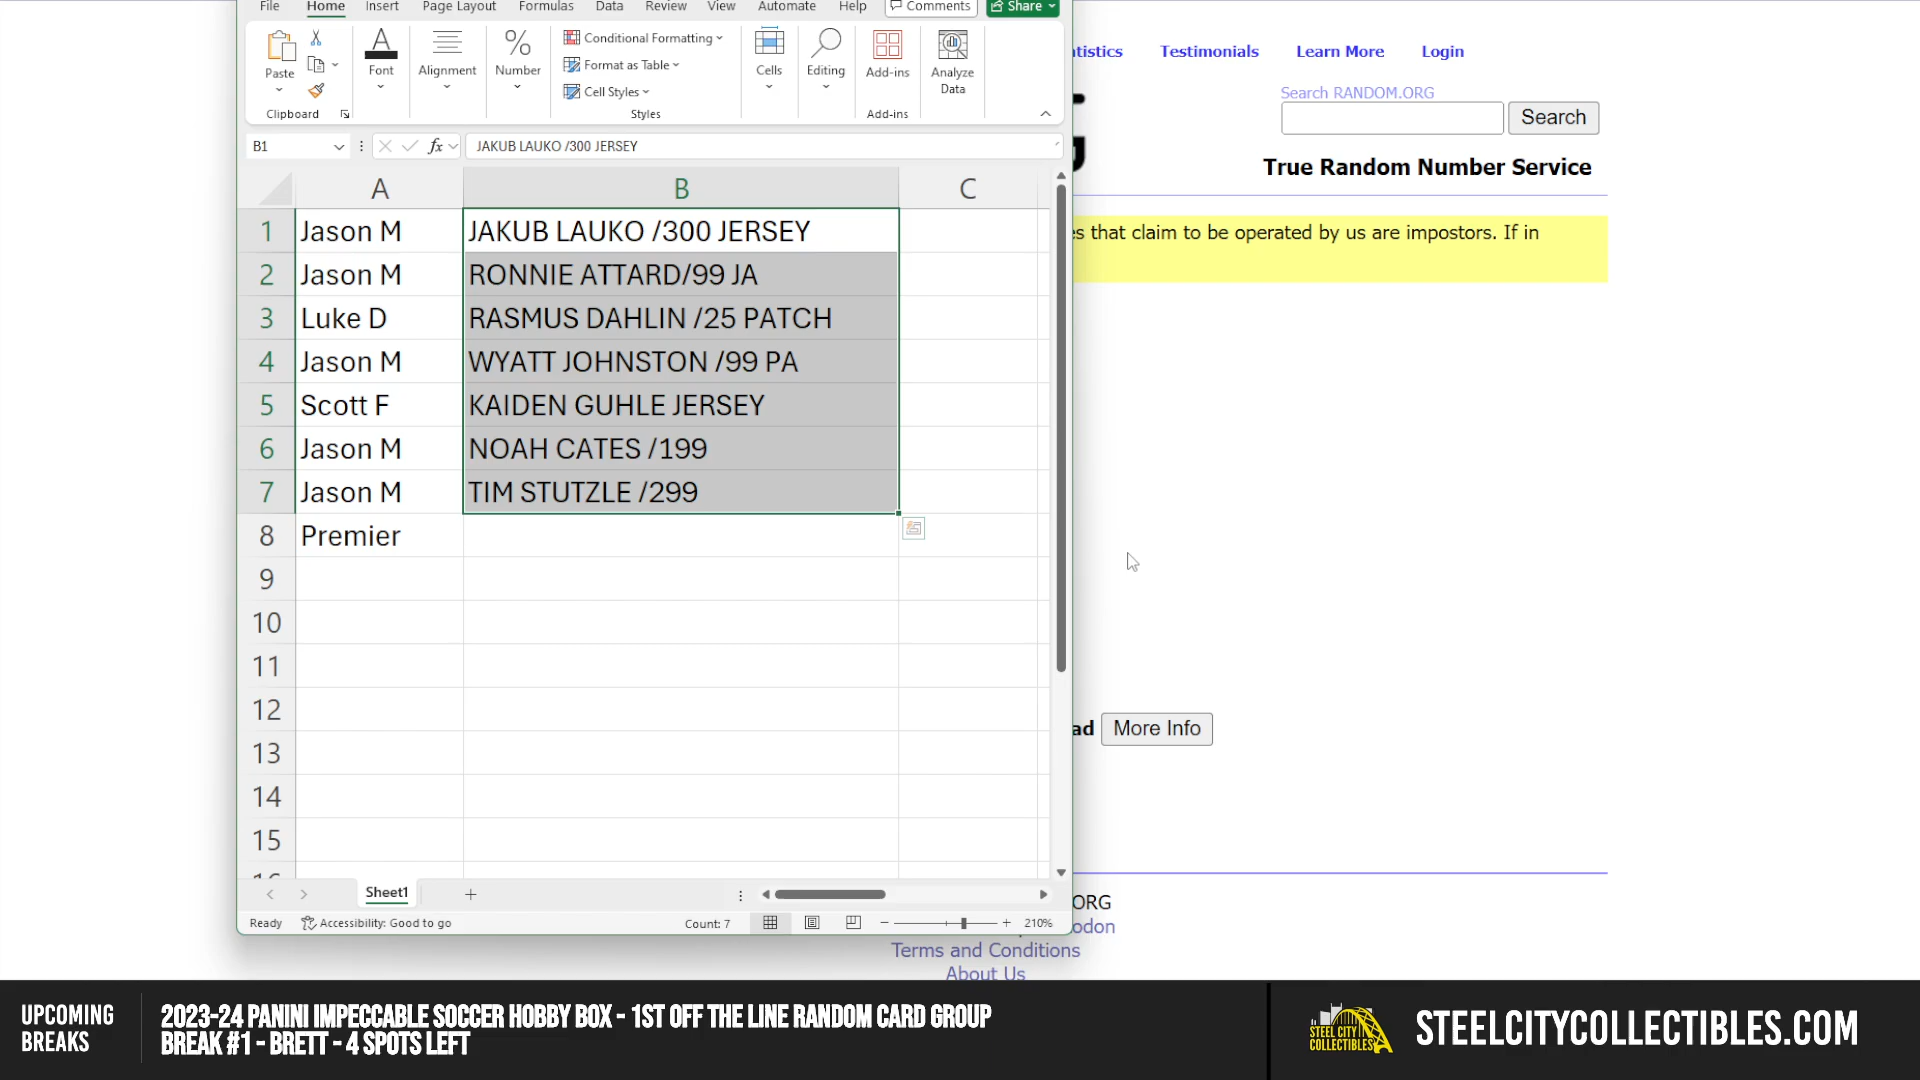 File Home Insert Page Layout Formulas Data Review View Automate Help Comments Share
Paste
Font
Alignment
Number
Conditional Formatting
Format as Table
Cell Styles
Cells
Editing
Add-ins
Analyze
Data
Clipboard
Styles
Add-ins
B1
fx
JAKUB LAUKO /300 JERSEY
A B C
1 Jason M JAKUB LAUKO /300 JERSEY
2 Jason M RONNIE ATTARD/99 JA
3 Luke D RASMUS DAHLIN /25 PATCH
4 Jason M WYATT JOHNSTON /99 PA
5 Scott F KAIDEN GUHLE JERSEY
6 Jason M NOAH CATES /199
7 Jason M TIM STUTZLE /299
8 Premier
9
10
11
12
13
14
15
Sheet1
Ready
Accessibility: Good to go
Count: 7
210%
Testimonials Learn More Login
Search RANDOM.ORG
Search
True Random Number Service
that claim to be operated by us are impostors. If in
More Info
ORG
Terms and Conditions
About Us
UPCOMING
BREAKS
2023-24 PANINI IMPECCABLE SOCCER HOBBY BOX - 1ST OFF THE LINE RANDOM CARD GROUP
BREAK #1 - BRETT - 4 SPOTS LEFT
STEEL CITY
COLLECTIBLES
STEELCITYCOLLECTIBLES.COM